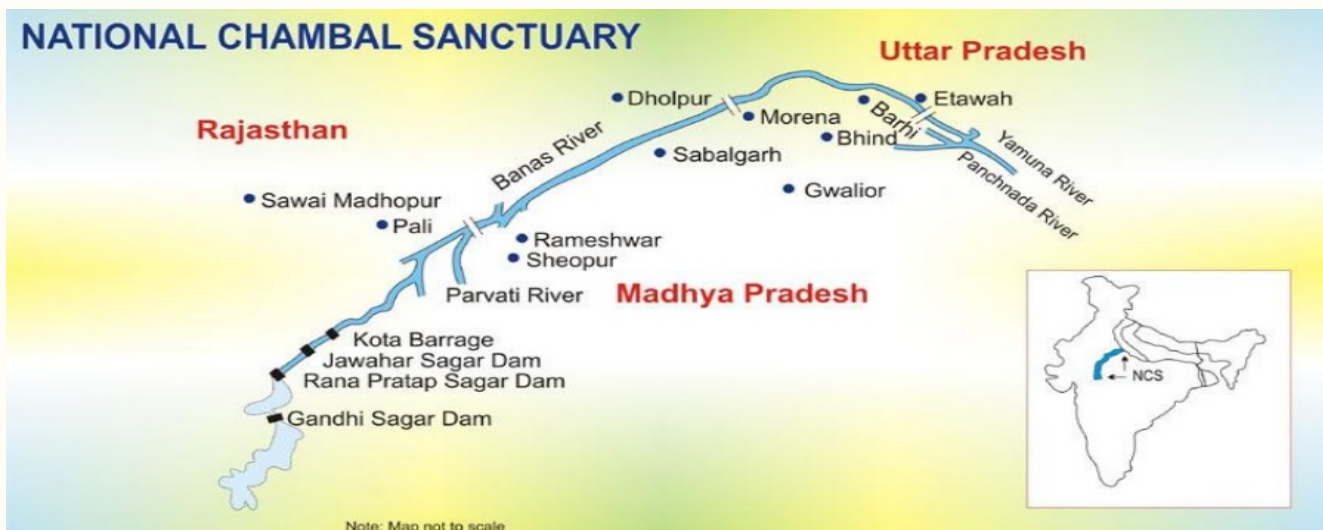 NATIONAL CHAMBAL SANCTUARY
Uttar Pradesh
Dholpur
Etawah
Rajasthan
Morena
Barhi
Bhind
Banas River
Sabalgarh
Yamuna River
Panchnada River
Gwalior
Sawai Madhopur
Pali
Rameshwar
Sheopur
Parvati River
Madhya Pradesh
Kota Barrage
Jawahar Sagar Dam
Rana Pratap Sagar Dam
Gandhi Sagar Dam
NCS
Note: Map not to scale